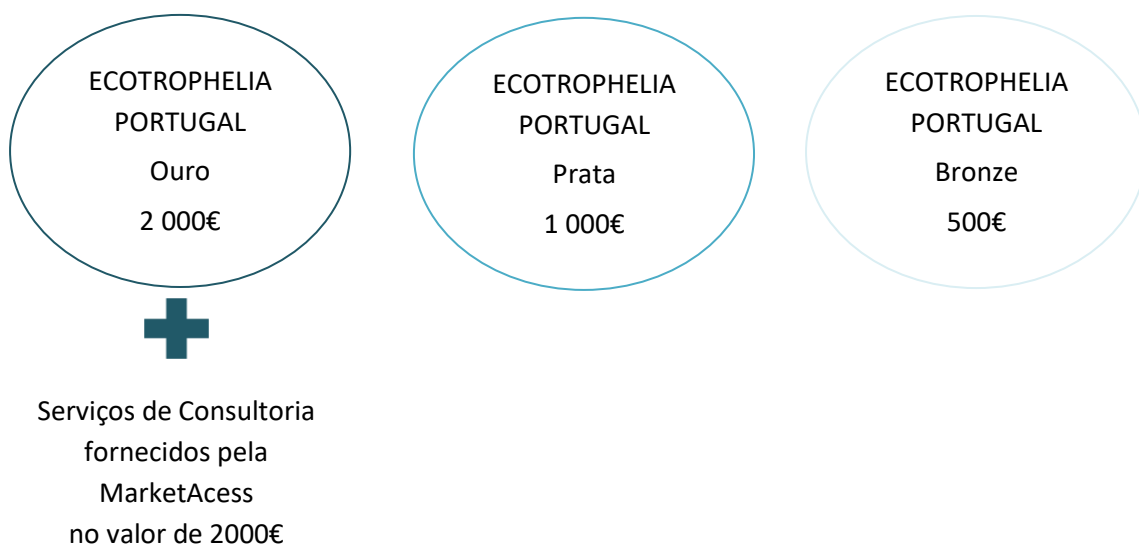 ECOTROPHELIA
PORTUGAL
Ouro
2 000€
ECOTROPHELIA
PORTUGAL
Prata
1 000€
ECOTROPHELIA
PORTUGAL
Bronze
500€
Serviços de Consultoria
fornecidos pela
MarketAcess
no valor de 2000€